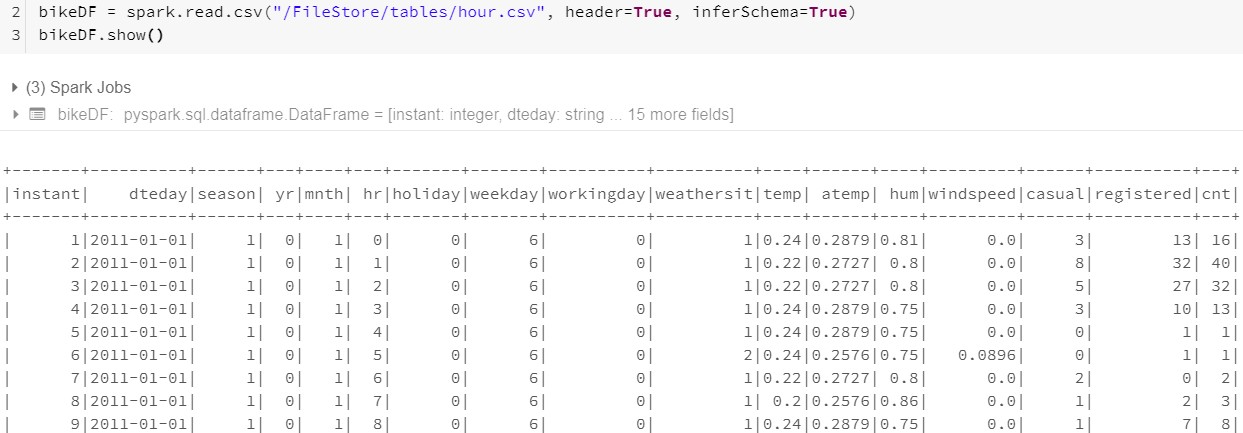 2 bikeDF = spark.read.csv("/FileStore/tables/hour.csv", header=True, inferSchema=True)
3 bikeDF.show()
(3) Spark Jobs
bikeDF: pyspark.sql.dataframe.DataFrame = [instant: integer, dteday: string ... 15 more fields]
+-------+----------+------+---+----+---+-------+-------+----------+----------+----+------+----+---------+------+----------+---+
|instant|    dteday|season| yr|mnth| hr|holiday|weekday|workingday|weathersit|temp| atemp| hum|windspeed|casual|registered|cnt|
+-------+----------+------+---+----+---+-------+-------+----------+----------+----+------+----+---------+------+----------+---+
|      1|2011-01-01|     1|  0|   1|  0|      0|      6|         0|         1|0.24|0.2879|0.81|      0.0|     3|        13| 16|
|      2|2011-01-01|     1|  0|   1|  1|      0|      6|         0|         1|0.22|0.2727| 0.8|      0.0|     8|        32| 40|
|      3|2011-01-01|     1|  0|   1|  2|      0|      6|         0|         1|0.22|0.2727| 0.8|      0.0|     5|        27| 32|
|      4|2011-01-01|     1|  0|   1|  3|      0|      6|         0|         1|0.24|0.2879|0.75|      0.0|     3|        10| 13|
|      5|2011-01-01|     1|  0|   1|  4|      0|      6|         0|         1|0.24|0.2879|0.75|      0.0|     0|         1|  1|
|      6|2011-01-01|     1|  0|   1|  5|      0|      6|         0|         2|0.24|0.2576|0.75|   0.0896|     0|         1|  1|
|      7|2011-01-01|     1|  0|   1|  6|      0|      6|         0|         1|0.22|0.2727| 0.8|      0.0|     2|         0|  2|
|      8|2011-01-01|     1|  0|   1|  7|      0|      6|         0|         1| 0.2|0.2576|0.86|      0.0|     1|         2|  3|
|      9|2011-01-01|     1|  0|   1|  8|      0|      6|         0|         1|0.24|0.2879|0.75|      0.0|     1|         7|  8|